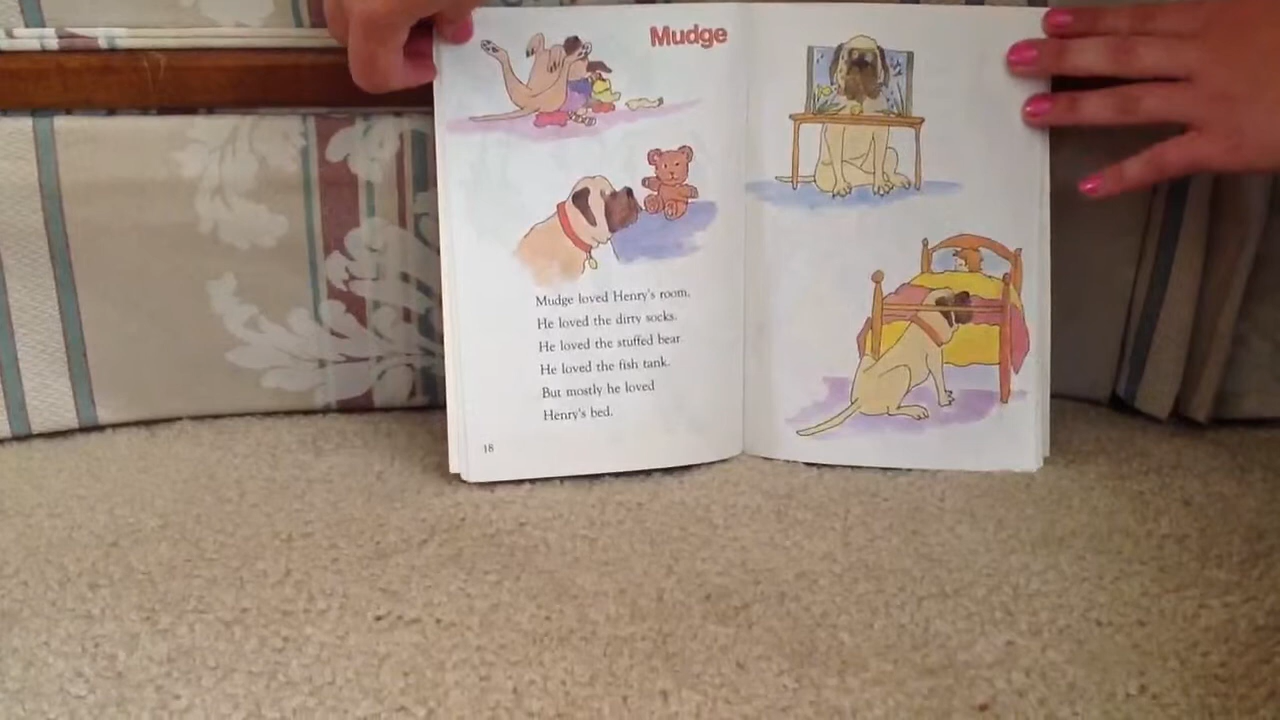 Mudge
Mudge loved Henry's room.
He loved the dirty socks.
He loved the stuffed bear.
He loved the fish tank.
But mostly he loved
Henry's bed.
18